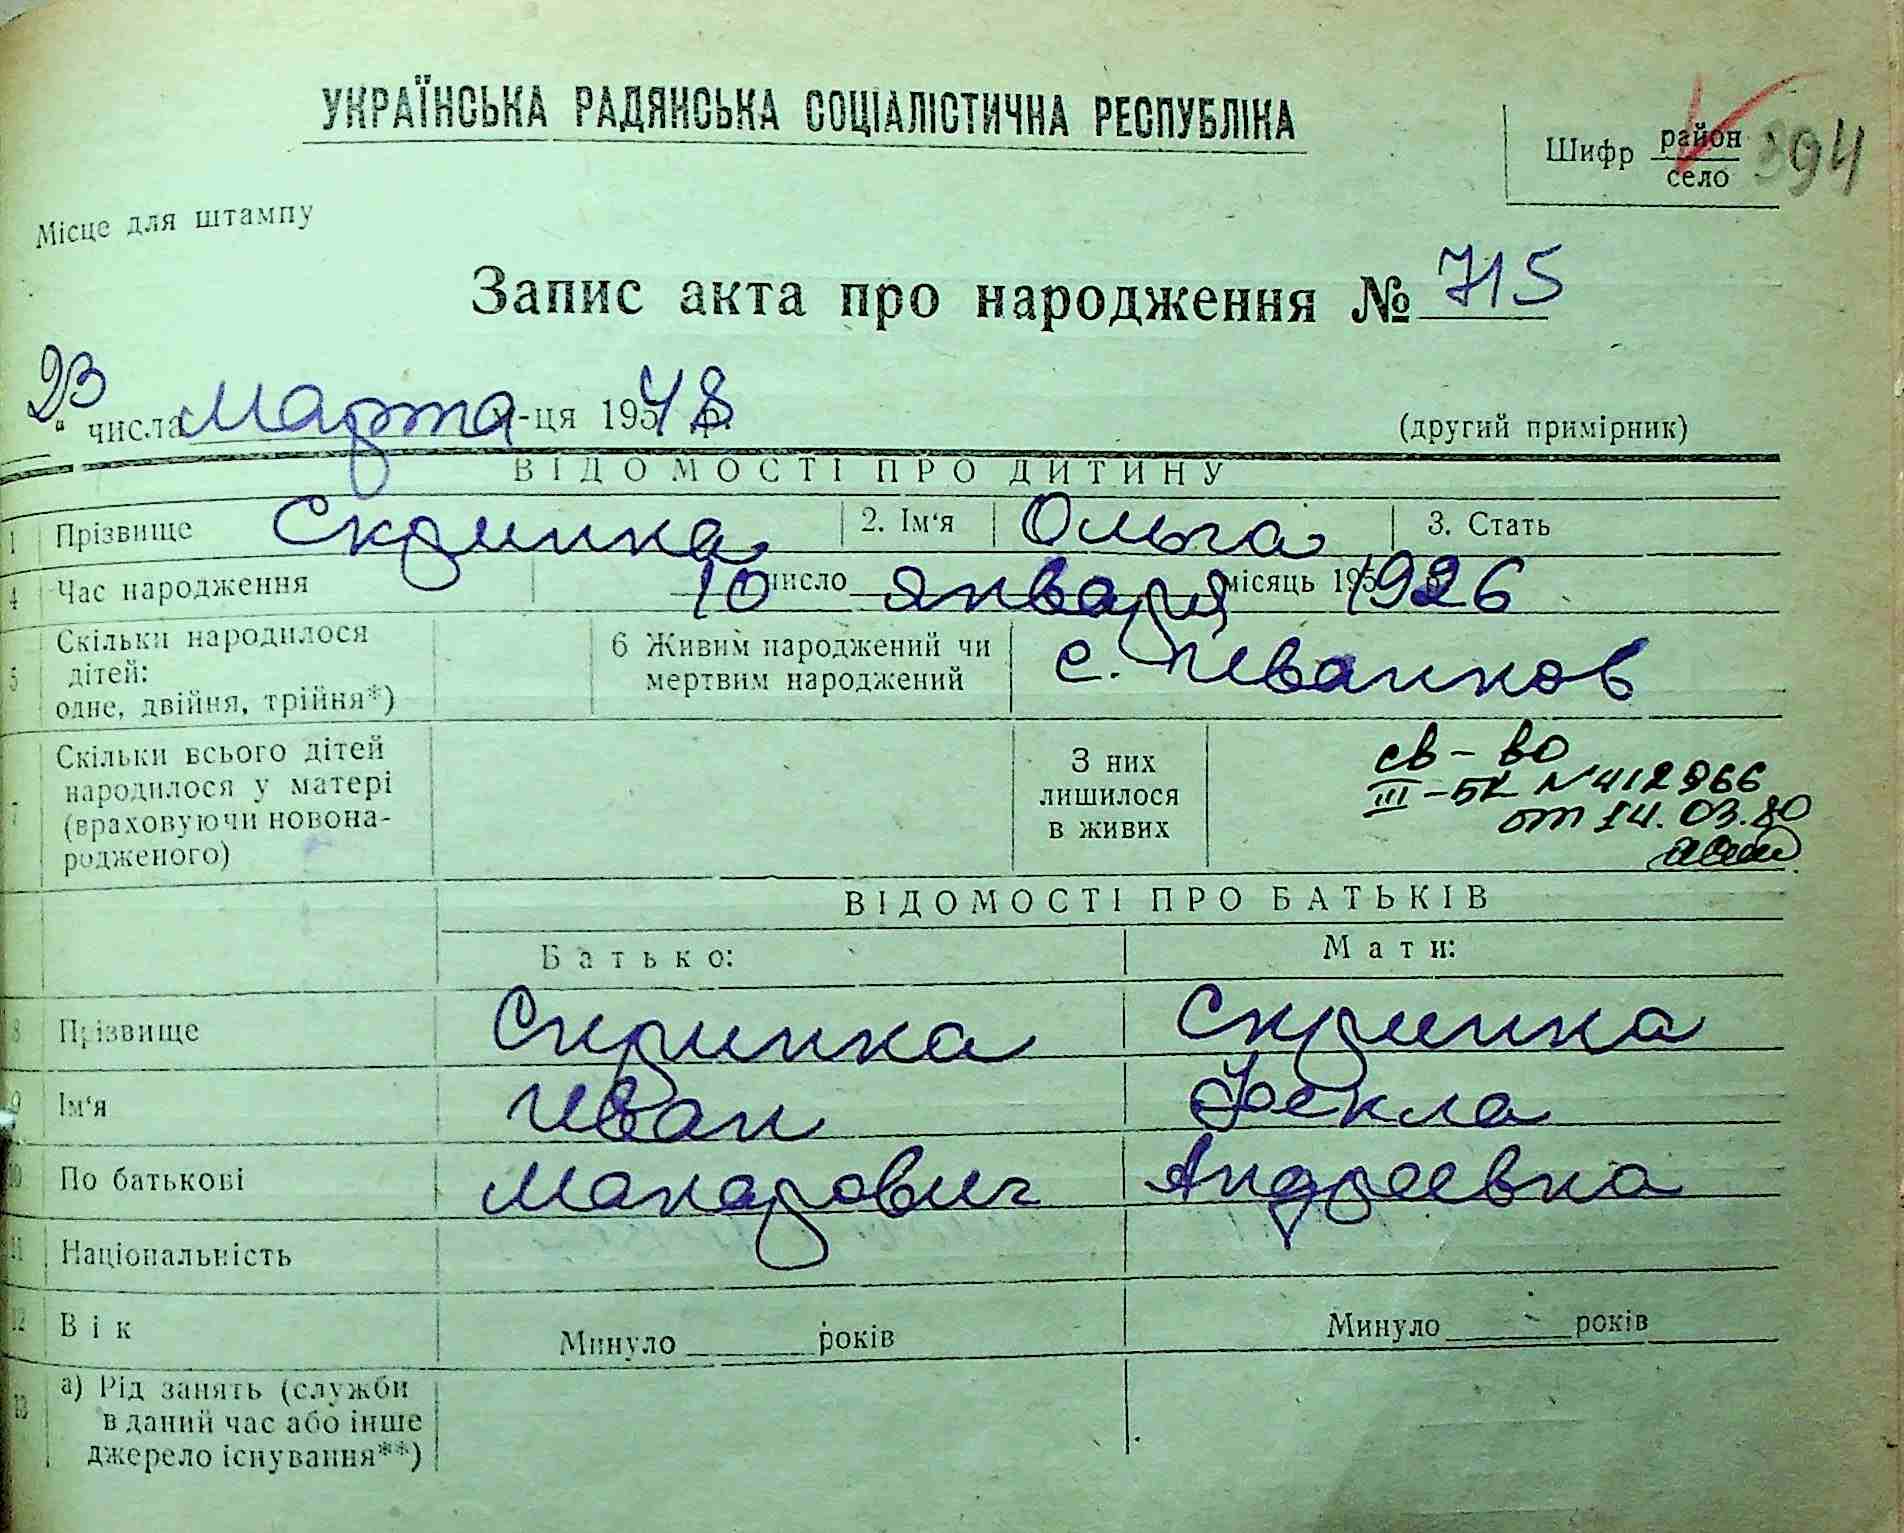 УКРАЇНСЬКА РАДЯНСЬКА СОЦІАЛІСТИЧНА РЕСПУБЛІКА
Шифр район село 394
Місце для штампу
Запис акта про народження № 715
23 " числа марта м-ця 195 48 р.
(другий примірник)
ВІДОМОСТІ ПРО ДИТИНУ
1 Прізвище Скрипка 2. Ім'я Ольга 3. Стать
4 Час народження 10 число января місяць 195 1926
5 Скільки народилося дітей: одне, двійня, трійня*) 6 Живим народжений чи мертвим народжений с. Иванков
7 Скільки всього дітей народилося у матері (враховуючи новонародженого) З них лишилося в живих
св-во
III-БК № 412966
от 14.03.80
ВІДОМОСТІ ПРО БАТЬКІВ
Батько: Мати:
8 Прізвище Скрипка Скрипка
9 Ім'я Иван Фекла
10 По батькові Макарович Андреевна
11 Національність
12 Вік Минуло років Минуло років
13 а) Рід занять (служби
в даний час або інше
джерело існування**)